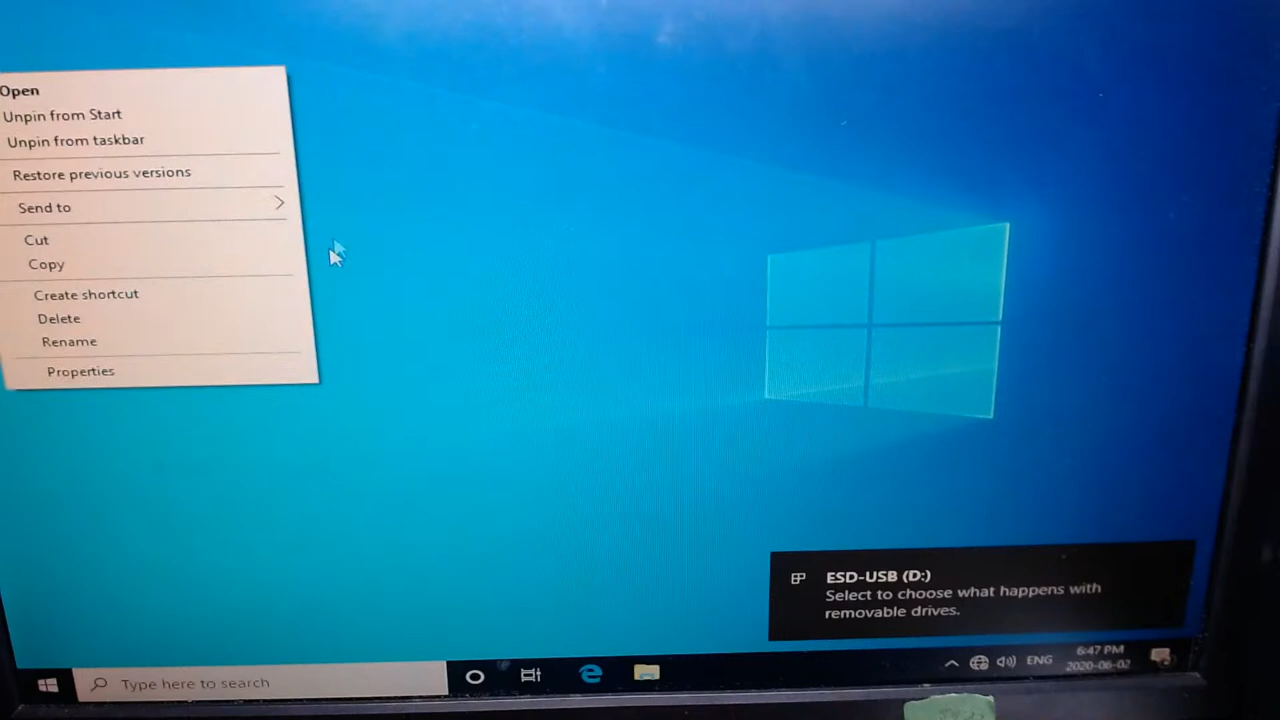 Open
Unpin from Start
Unpin from taskbar
Restore previous versions
Send to
Cut
Copy
Create shortcut
Delete
Rename
Properties
ESD-USB (D:)
Select to choose what happens with
removable drives.
Type here to search
ENG
6:47 PM
2020-06-02